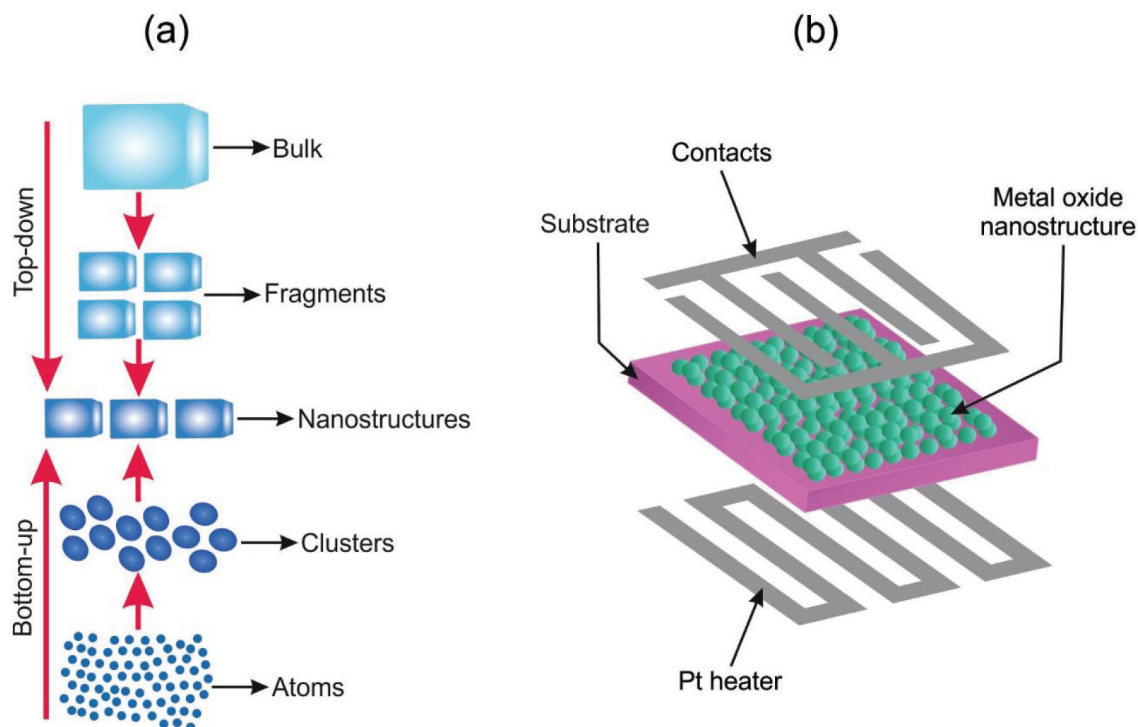 (a)
Bulk
Fragments
Nanostructures
Clusters
Atoms
Top-down
Bottom-up
(b)
Contacts
Substrate
Metal oxide
nanostructure
Pt heater